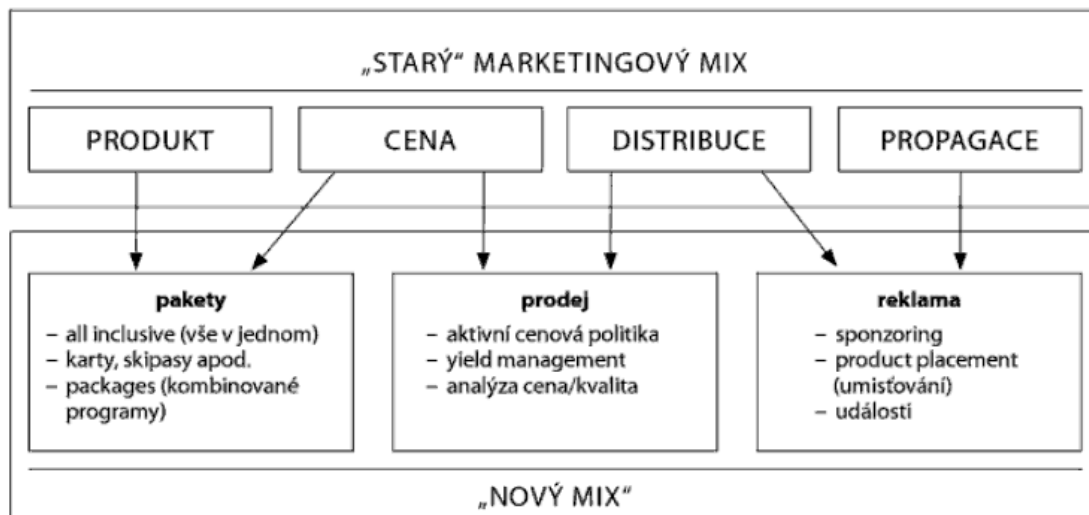 „STARÝ“ MARKETINGOVÝ MIX
PRODUKT
CENA
DISTRIBUCE
PROPAGACE
pakety
– all inclusive (vše v jednom)
– karty, skipasy apod.
– packages (kombinované
programy)
prodej
– aktivní cenová politika
– yield management
– analýza cena/kvalita
reklama
– sponzoring
– product placement
(umisťování)
– události
„NOVÝ MIX“